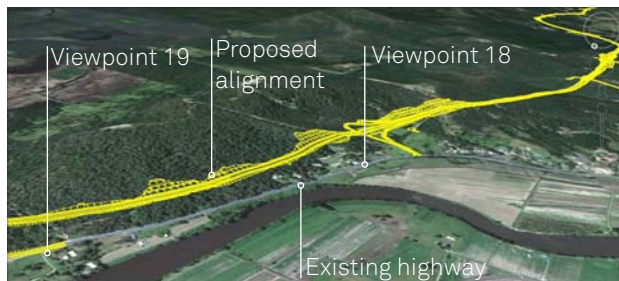 Viewpoint 19
Proposed
alignment
Viewpoint 18
Existing highway